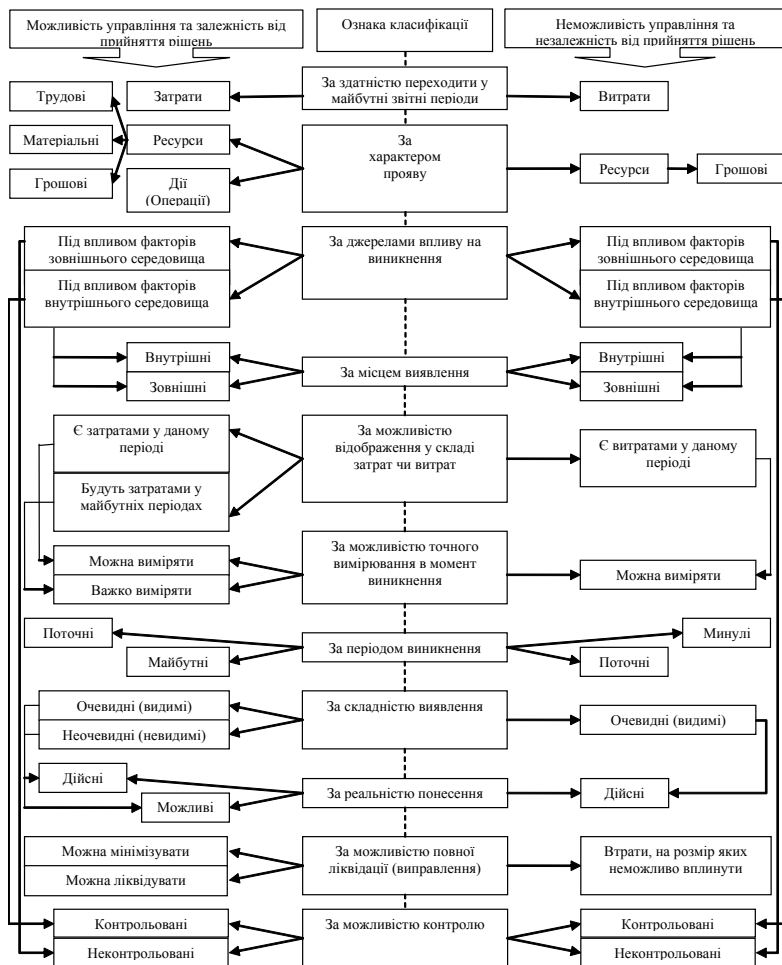 Можливість управління та залежність від
прийняття рішень
Ознака класифікації
Неможливість управління та
незалежність від прийняття рішень
Трудові
Затрати
За здатністю переходити у
майбутні звітні періоди
Витрати
Матеріальні
Ресурси
За
характером
прояву
Ресурси
Грошові
Грошові
Дії
(Операції)
Під впливом факторів
зовнішнього середовища
За джерелами впливу на
виникнення
Під впливом факторів
зовнішнього середовища
Під впливом факторів
внутрішнього середовища
Під впливом факторів
внутрішнього середовища
Внутрішні
За місцем виявлення
Внутрішні
Зовнішні
Зовнішні
Є затратами у даному
періоді
За можливістю
відображення у складі
затрат чи витрат
Є витратами у даному
періоді
Будуть затратами у
майбутніх періодах
Можна виміряти
За можливістю точного
вимірювання в момент
виникнення
Можна виміряти
Важко виміряти
Поточні
За періодом виникнення
Минулі
Майбутні
Поточні
Очевидні (видимі)
За складністю виявлення
Очевидні (видимі)
Неочевидні (невидимі)
Дійсні
За реальністю понесення
Дійсні
Можливі
Можна мінімізувати
За можливістю повної
ліквідації (виправлення)
Втрати, на розмір яких
неможливо вплинути
Можна ліквідувати
Контрольовані
За можливістю контролю
Контрольовані
Неконтрольовані
Неконтрольовані